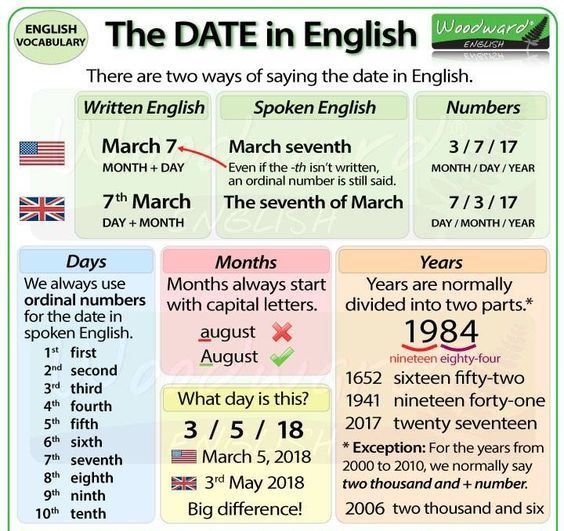 ENGLISH
VOCABULARY
The DATE in English
Woodward®
ENGLISH
There are two ways of saying the date in English.
Written English
Spoken English
Numbers
March 7
March seventh
3 / 7 / 17
MONTH + DAY
Even if the -th isn't written,
an ordinal number is still said.
MONTH / DAY / YEAR
7th March
The seventh of March
7 / 3 / 17
DAY + MONTH
DAY / MONTH / YEAR
Days
We always use
ordinal numbers
for the date in
spoken English.
1st first
2nd second
3rd third
4th fourth
5th fifth
6th sixth
7th seventh
8th eighth
9th ninth
10th tenth
Months
Months always start
with capital letters.
august
August
What day is this?
3 / 5 / 18
March 5, 2018
3rd May 2018
Big difference!
Years
Years are normally
divided into two parts.*
1984
nineteen eighty-four
1652 sixteen fifty-two
1941 nineteen forty-one
2017 twenty seventeen
* Exception: For the years from
2000 to 2010, we normally say
two thousand and + number.
2006 two thousand and six
Woodward®
ENGLISH
Woodward®
ENGLISH